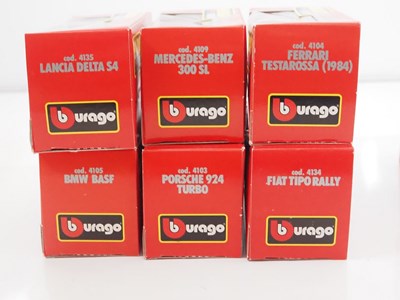 cod. 4135
LANCIA DELTA S4
burago
cod. 4109
MERCEDES-BENZ
300 SL
burago
cod. 4104
FERRARI
TESTAROSSA (1984)
burago
cod. 4105
BMW BASF
burago
cod. 4102
PORSCHE 924
TURBO
burago
cod. 4134
FIAT TIPO RALLY
burago